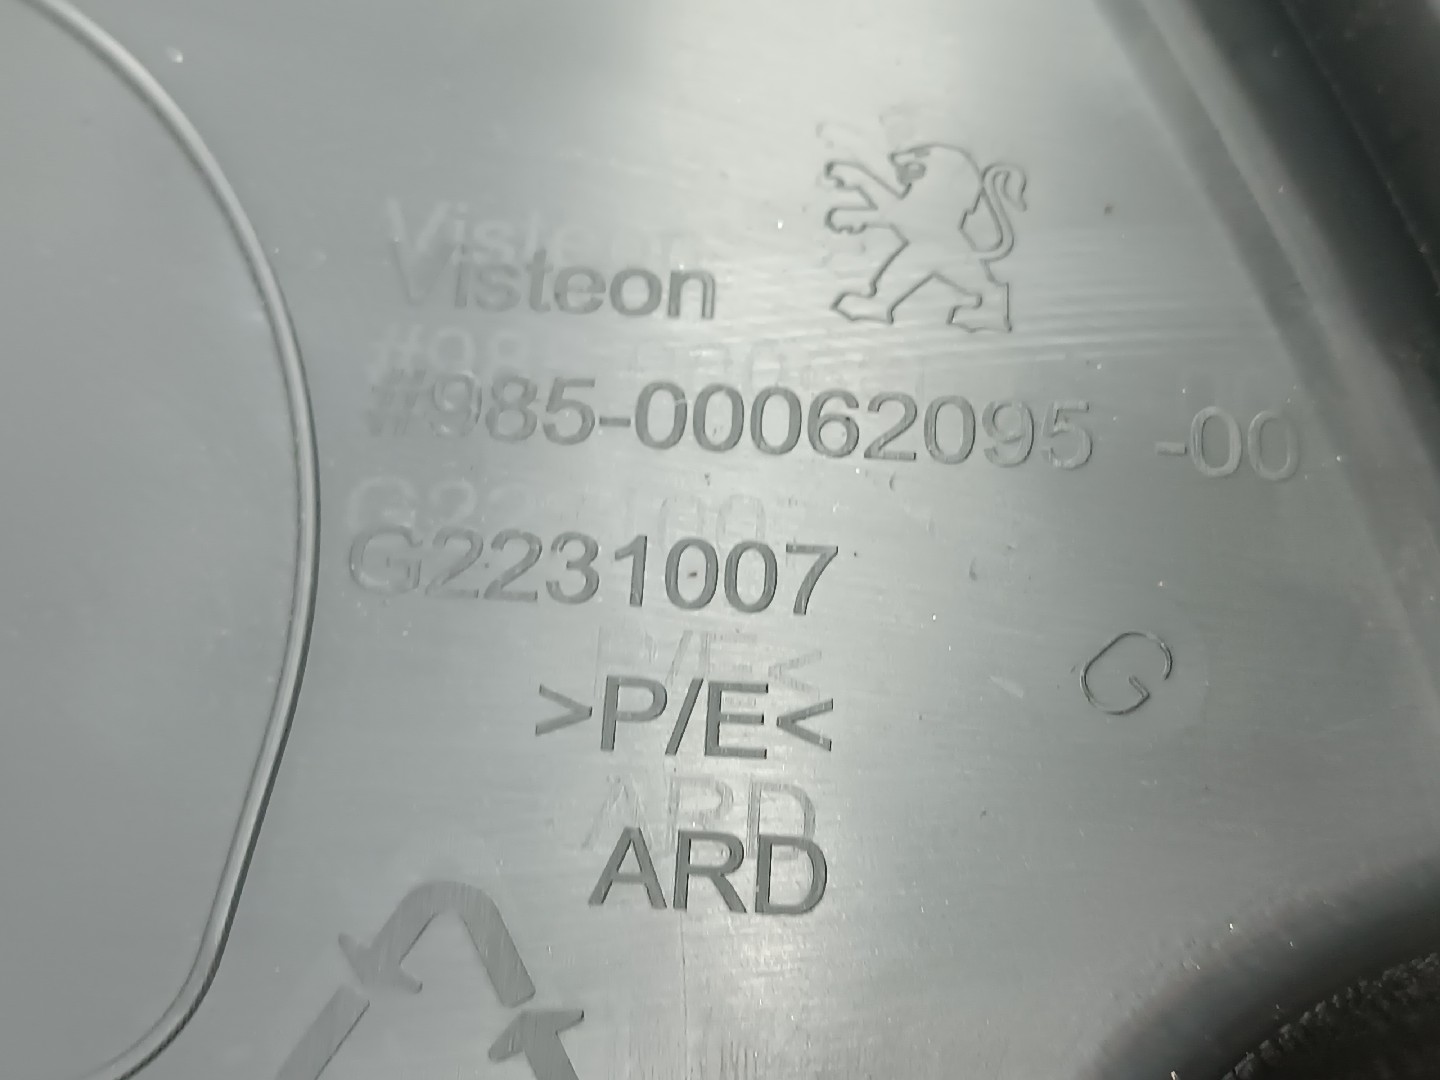 Visteon
#985-00062095 -00
G2231007
G
>P/E<
ARD